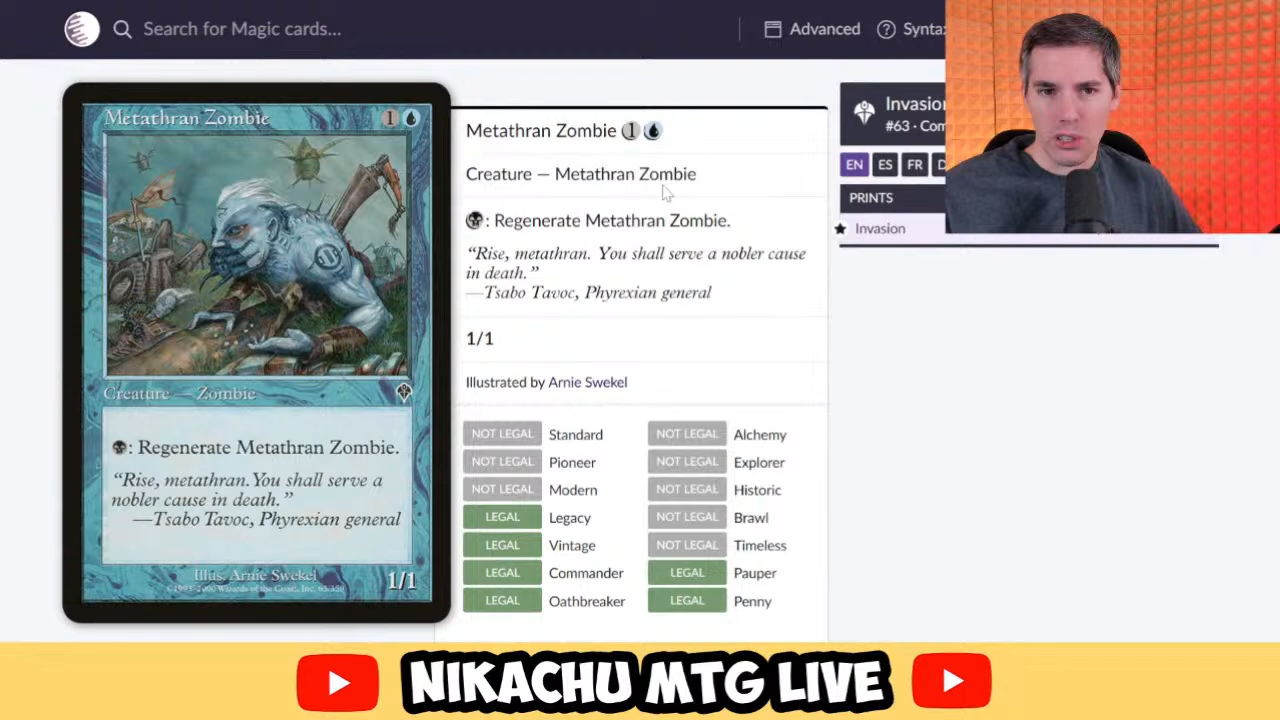 Search for Magic cards...
Advanced
Synta
Metathran Zombie 1
Creature — Zombie
: Regenerate Metathran Zombie.
“Rise, metathran. You shall serve a
nobler cause in death.”
—Tsabo Tavoc, Phyrexian general
Illus. Arnie Swekel
1/1
Metathran Zombie 1
Creature — Metathran Zombie
: Regenerate Metathran Zombie.
“Rise, metathran. You shall serve a nobler cause
in death.”
—Tsabo Tavoc, Phyrexian general
1/1
Illustrated by Arnie Swekel
NOT LEGAL Standard NOT LEGAL Alchemy
NOT LEGAL Pioneer NOT LEGAL Explorer
NOT LEGAL Modern NOT LEGAL Historic
LEGAL Legacy NOT LEGAL Brawl
LEGAL Vintage NOT LEGAL Timeless
LEGAL Commander LEGAL Pauper
LEGAL Oathbreaker LEGAL Penny
Invasion
#63 · Com
EN ES FR D
PRINTS
Invasion
NIKACHU MTG LIVE